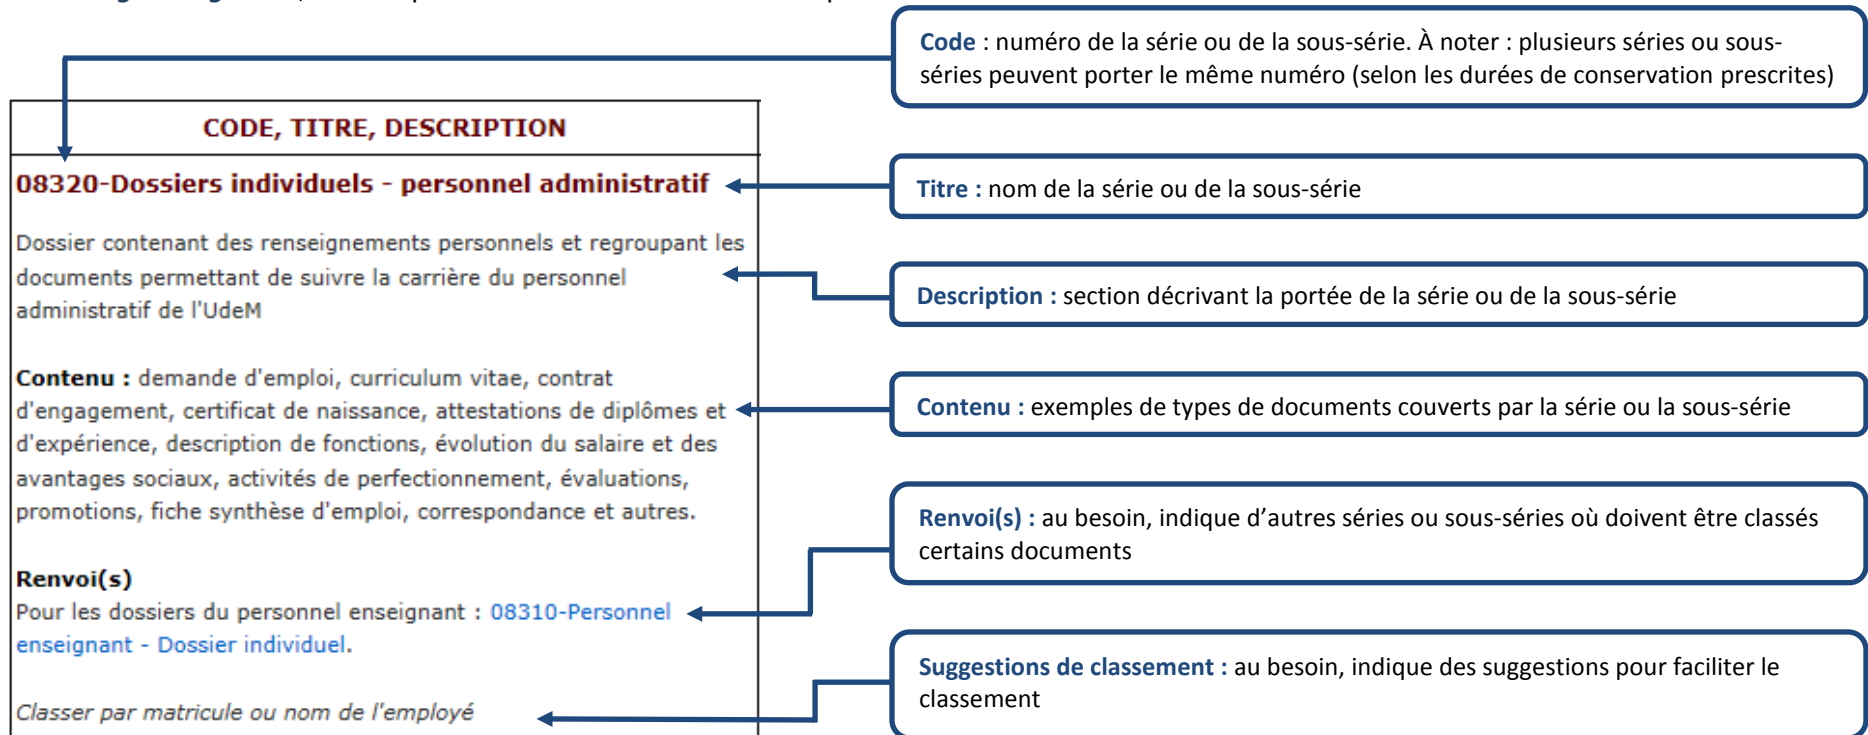 Code : numéro de la série ou de la sous-série. À noter : plusieurs séries ou sous-
séries peuvent porter le même numéro (selon les durées de conservation prescrites)
CODE, TITRE, DESCRIPTION
08320-Dossiers individuels - personnel administratif
Titre : nom de la série ou de la sous-série
Dossier contenant des renseignements personnels et regroupant les
documents permettant de suivre la carrière du personnel
administratif de l'UdeM
Description : section décrivant la portée de la série ou de la sous-série
Contenu : demande d'emploi, curriculum vitae, contrat
d'engagement, certificat de naissance, attestations de diplômes et
d'expérience, description de fonctions, évolution du salaire et des
avantages sociaux, activités de perfectionnement, évaluations,
promotions, fiche synthèse d'emploi, correspondance et autres.
Contenu : exemples de types de documents couverts par la série ou la sous-série
Renvoi(s) : au besoin, indique d’autres séries ou sous-séries où doivent être classés
certains documents
Renvoi(s)
Pour les dossiers du personnel enseignant : 08310-Personnel
enseignant - Dossier individuel.
Suggestions de classement : au besoin, indique des suggestions pour faciliter le
classement
Classer par matricule ou nom de l'employé